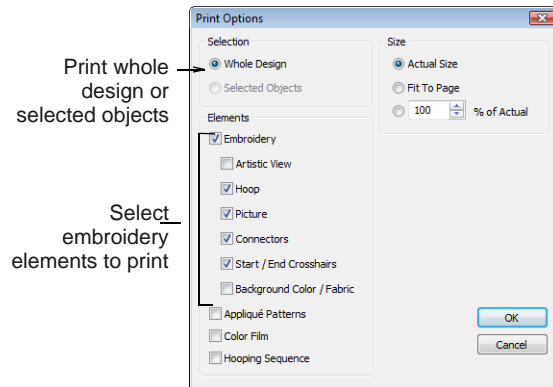 Print Options
Selection
Whole Design
Selected Objects
Size
Actual Size
Fit To Page
100 % of Actual
Elements
Embroidery
Artistic View
Hoop
Picture
Connectors
Start / End Crosshairs
Background Color / Fabric
Appliqué Patterns
Color Film
Hooping Sequence
OK
Cancel
Print whole
design or
selected objects
Select
embroidery
elements to print